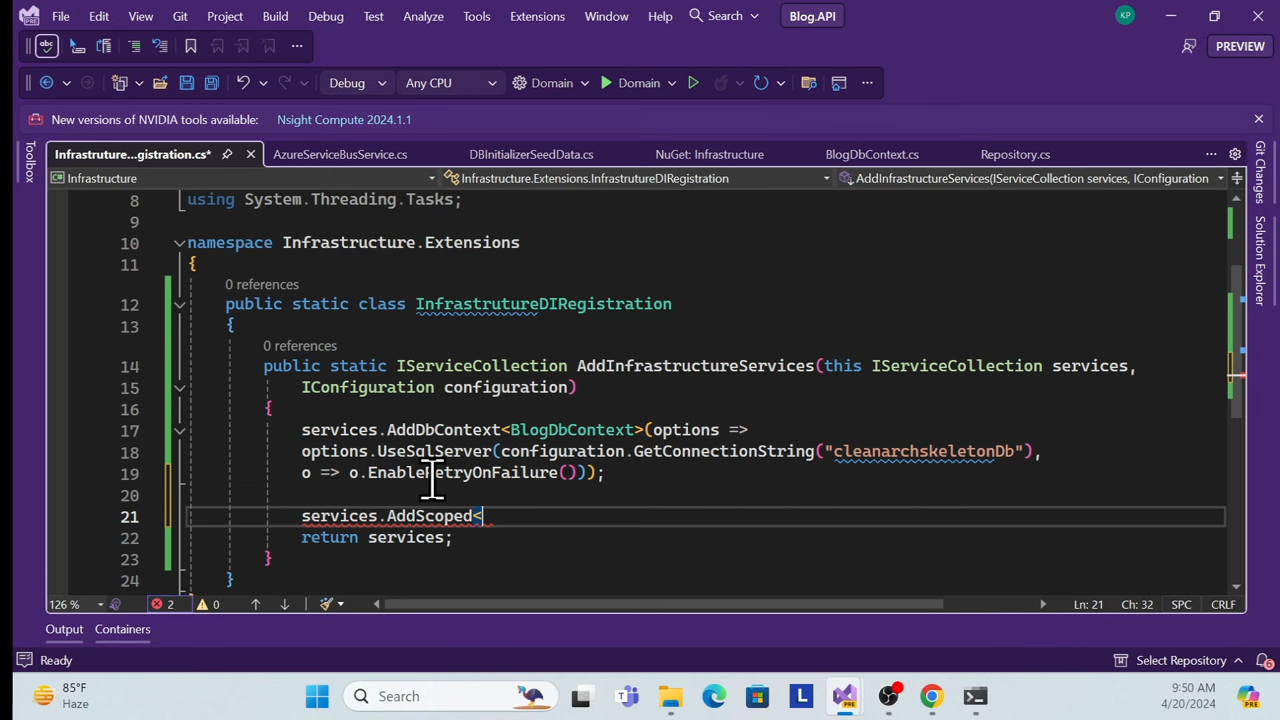 File Edit View Git Project Build Debug Test Analyze Tools Extensions Window Help Search Blog.API KP
PREVIEW
Debug Any CPU Domain Domain
New versions of NVIDIA tools available: Nsight Compute 2024.1.1
Infrastruture...gistration.cs* AzureServiceBusService.cs DBInitializerSeedData.cs NuGet: Infrastructure BlogDbContext.cs Repository.cs
Infrastructure Infrastructure.Extensions.InfrastrutureDIRegistration AddInfrastructureServices(IServiceCollection services, IConfiguration
Toolbox
Git Changes
Solution Explorer
8 using System.Threading.Tasks;
9
10 namespace Infrastructure.Extensions
11 {
0 references
12 public static class InfrastrutureDIRegistration
13 {
0 references
14 public static IServiceCollection AddInfrastructureServices(this IServiceCollection services,
15 IConfiguration configuration)
16 {
17 services.AddDbContext<BlogDbContext>(options =>
18 options.UseSqlServer(configuration.GetConnectionString("cleanarchskeletonDb"),
19 o => o.EnableRetryOnFailure()));
20
21 services.AddScoped<
22 return services;
23 }
24 }
126 % 2 0 Ln: 21 Ch: 32 SPC CRLF
Output Containers
Ready Select Repository 6
85°F
Haze
Search
L
PRE
9:50 AM
4/20/2024
PRE